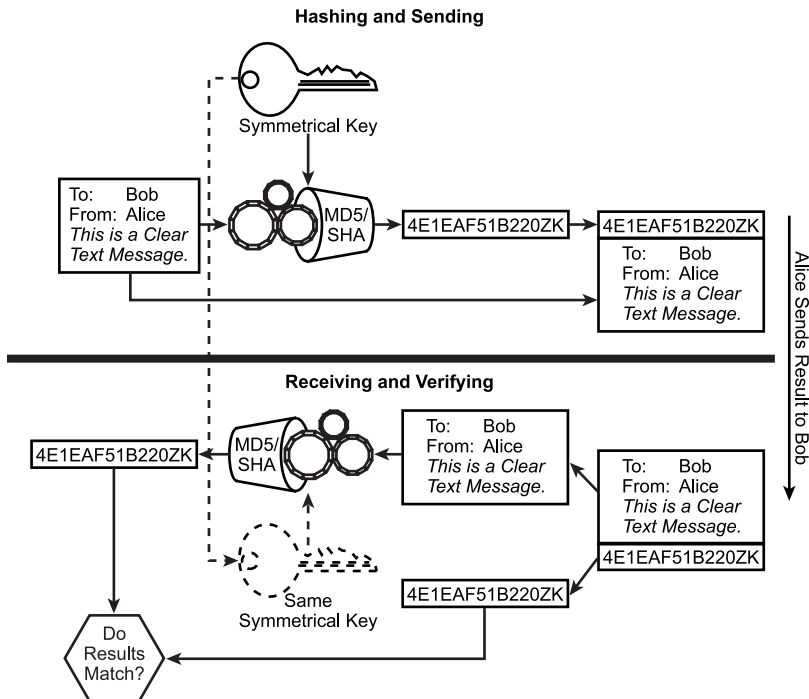 Hashing and Sending
Symmetrical Key
To: Bob
From: Alice
This is a Clear
Text Message.
MD5/
SHA
4E1EAF51B220ZK
4E1EAF51B220ZK
To: Bob
From: Alice
This is a Clear
Text Message.
Alice Sends Result to Bob
Receiving and Verifying
4E1EAF51B220ZK
MD5/
SHA
To: Bob
From: Alice
This is a Clear
Text Message.
To: Bob
From: Alice
This is a Clear
Text Message.
4E1EAF51B220ZK
4E1EAF51B220ZK
Same
Symmetrical Key
Do
Results
Match?